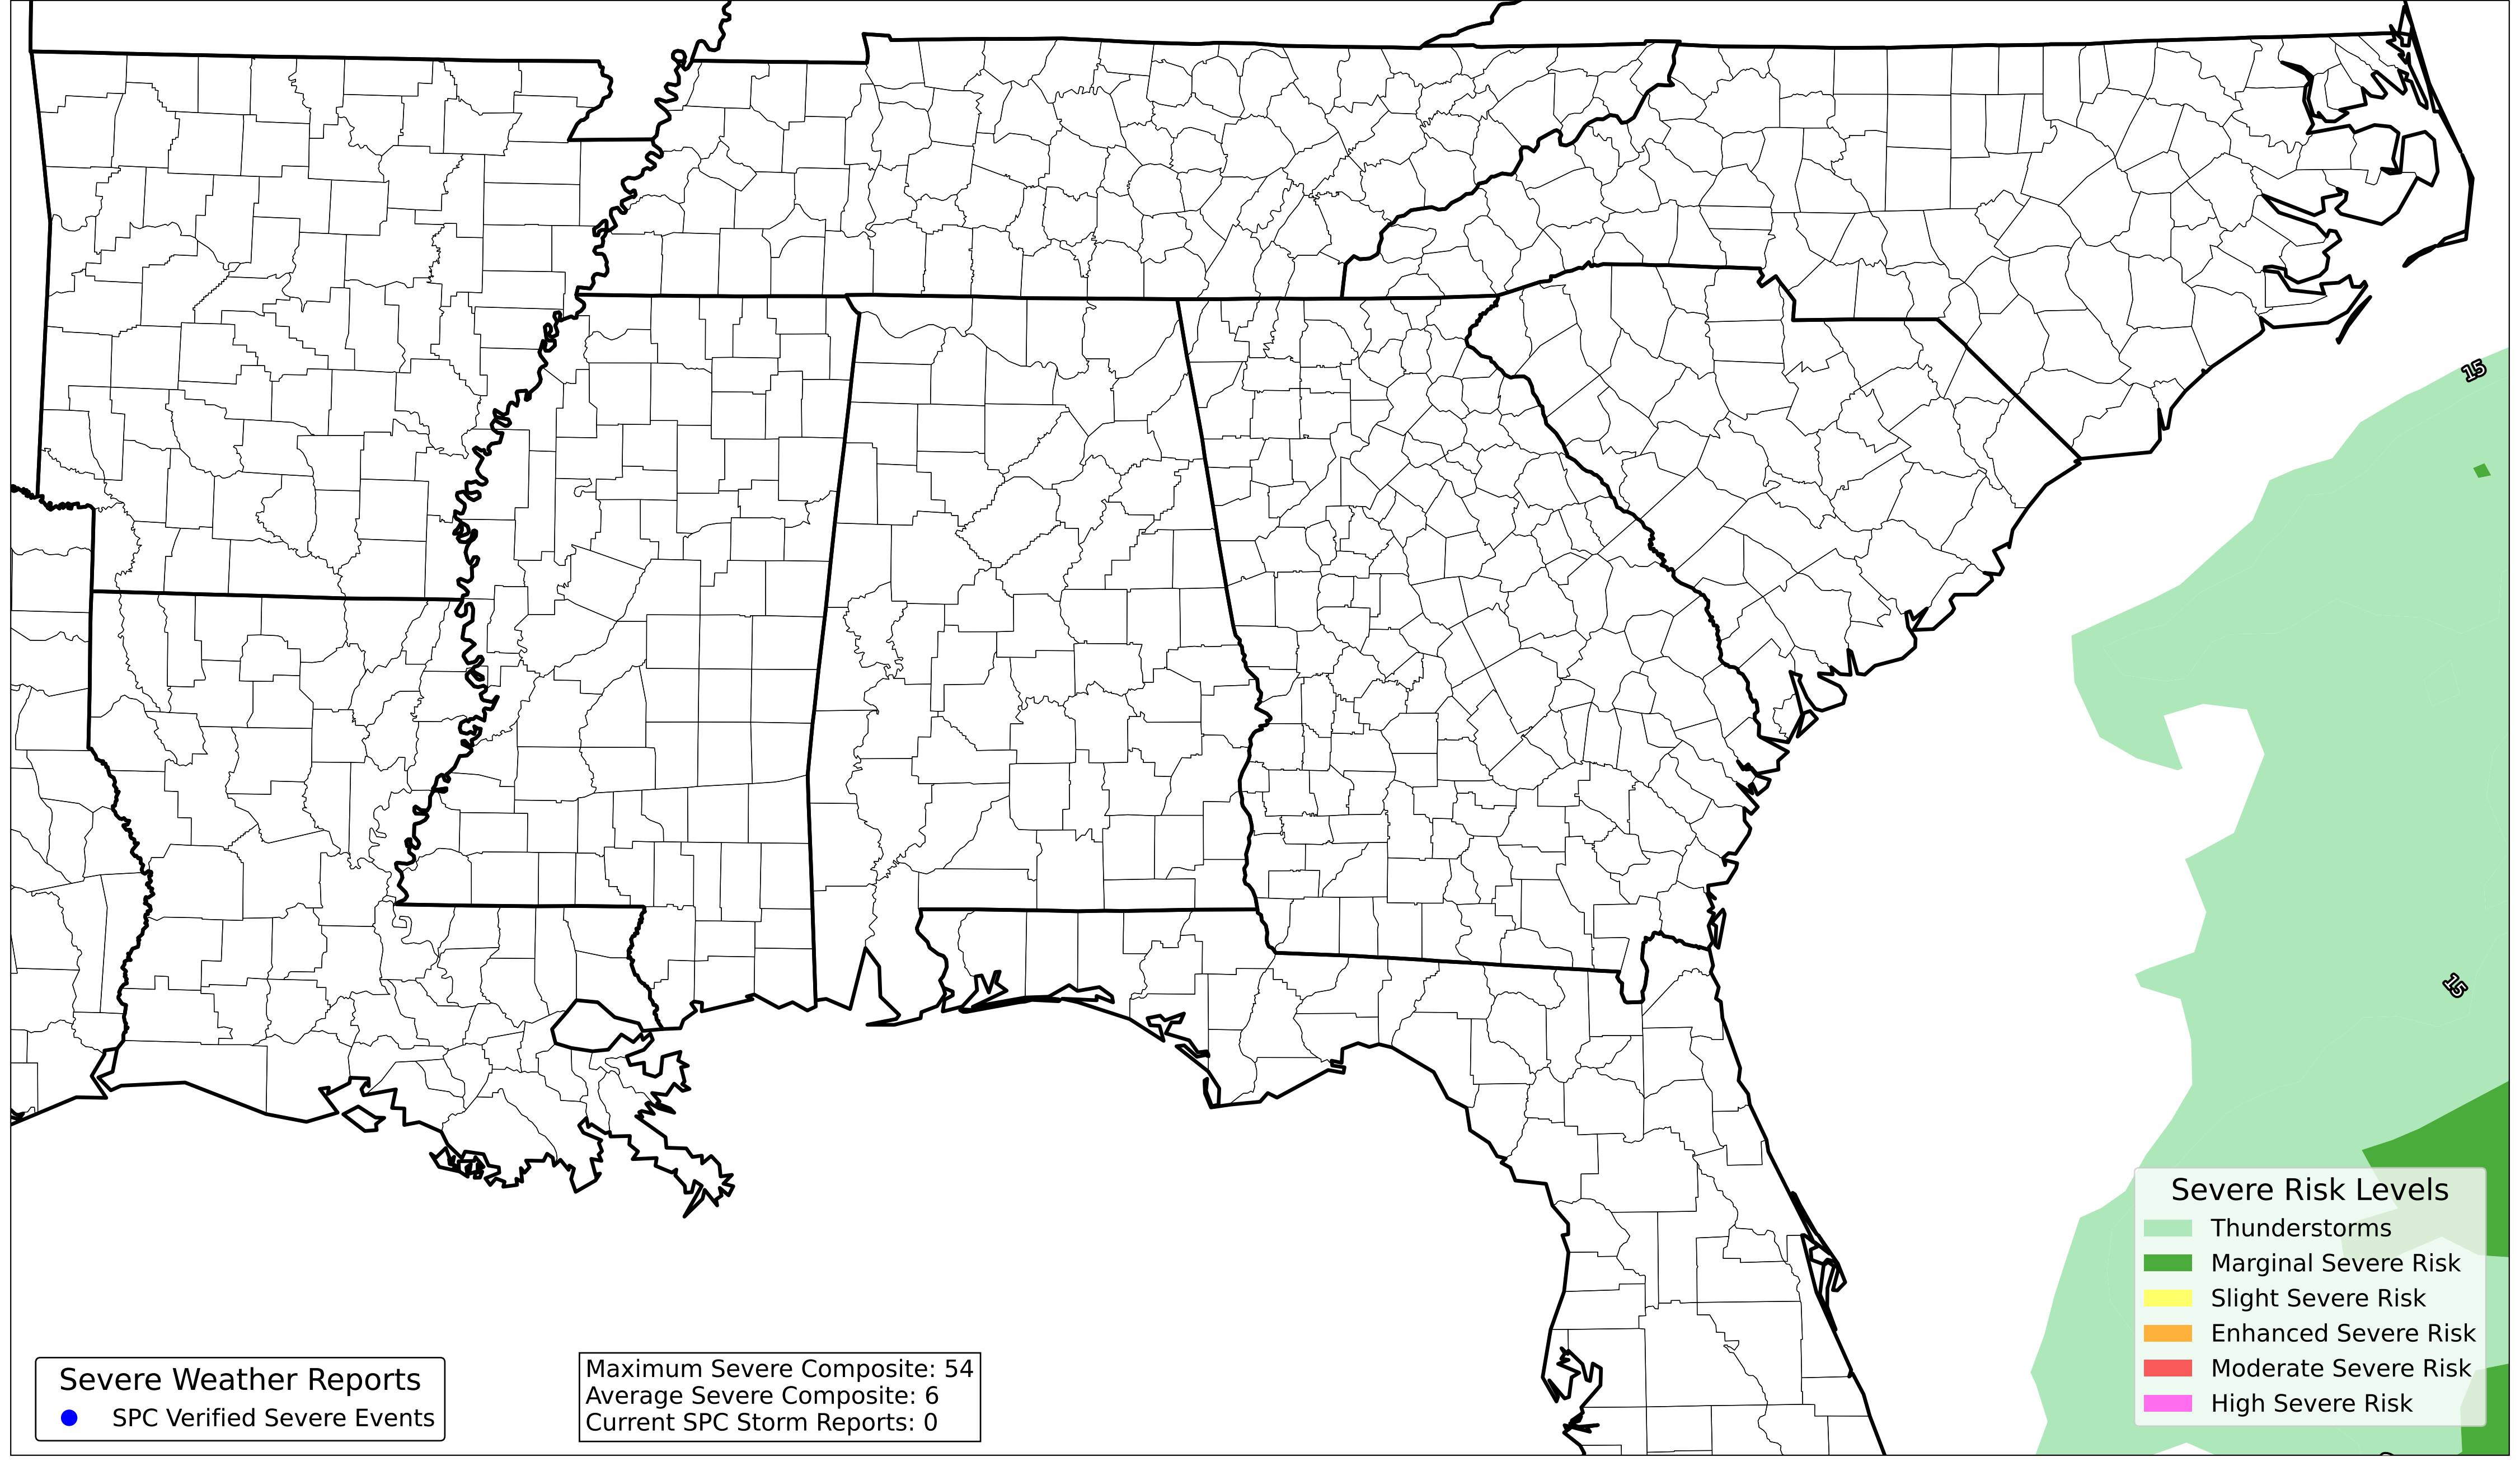 15
15
Severe Risk Levels
Thunderstorms
Marginal Severe Risk
Slight Severe Risk
Enhanced Severe Risk
Moderate Severe Risk
High Severe Risk
Severe Weather Reports
SPC Verified Severe Events
Maximum Severe Composite: 54
Average Severe Composite: 6
Current SPC Storm Reports: 0